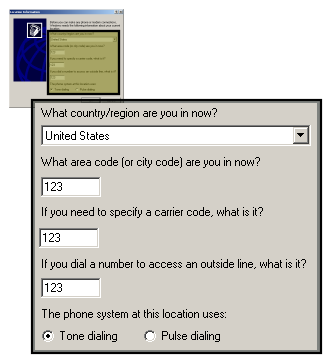 Location Information
What country/region are you in now?
United States
What area code (or city code) are you in now?
123
If you need to specify a carrier code, what is it?
123
If you dial a number to access an outside line, what is it?
123
The phone system at this location uses:
Tone dialing
Pulse dialing